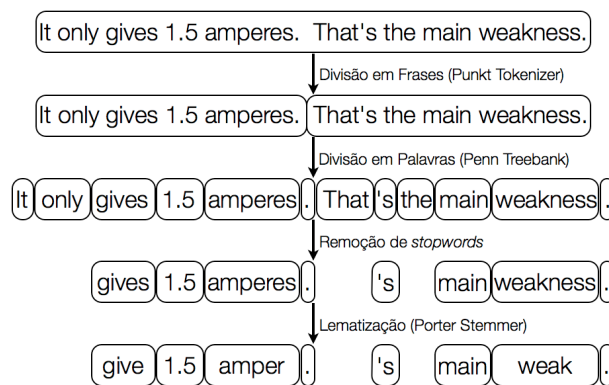 It only gives 1.5 amperes.  That's the main weakness.
Divisão em Frases (Punkt Tokenizer)
It only gives 1.5 amperes. That's the main weakness.
Divisão em Palavras (Penn Treebank)
It only gives 1.5 amperes . That 's the main weakness .
Remoção de stopwords
gives 1.5 amperes . 's main weakness .
Lematização (Porter Stemmer)
give 1.5 amper . 's main weak .